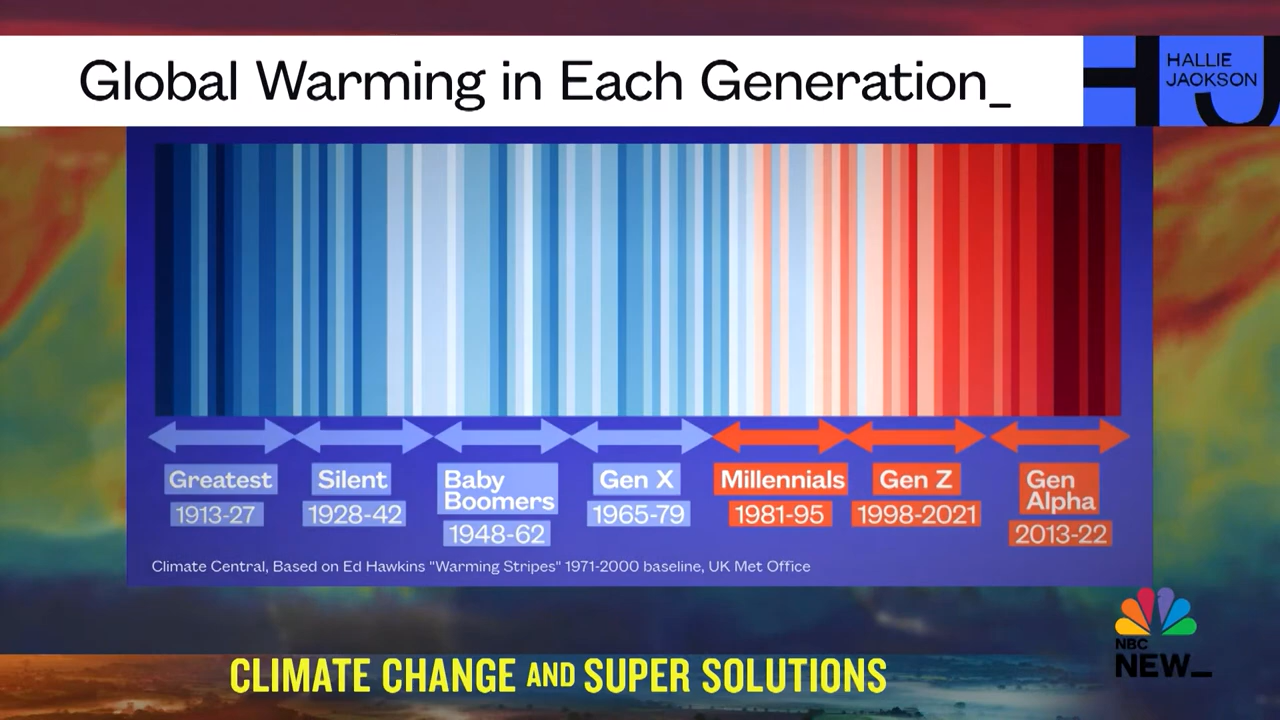 Global Warming in Each Generation_
HALLIE
JACKSON
Greatest
1913-27
Silent
1928-42
Baby
Boomers
1948-62
Gen X
1965-79
Millennials
1981-95
Gen Z
1998-2021
Gen
Alpha
2013-22
Climate Central, Based on Ed Hawkins "Warming Stripes" 1971-2000 baseline, UK Met Office
NBC
NEW_
CLIMATE CHANGE AND SUPER SOLUTIONS